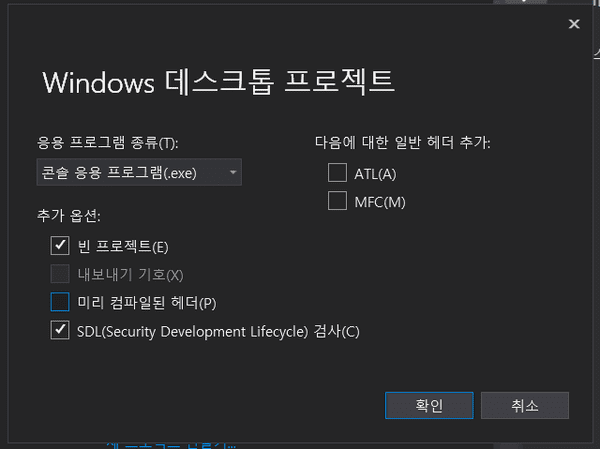 Windows 데스크톱 프로젝트
응용 프로그램 종류(T):
콘솔 응용 프로그램(.exe)
다음에 대한 일반 헤더 추가:
ATL(A)
MFC(M)
추가 옵션:
빈 프로젝트(E)
내보내기 기호(X)
미리 컴파일된 헤더(P)
SDL(Security Development Lifecycle) 검사(C)
확인
취소